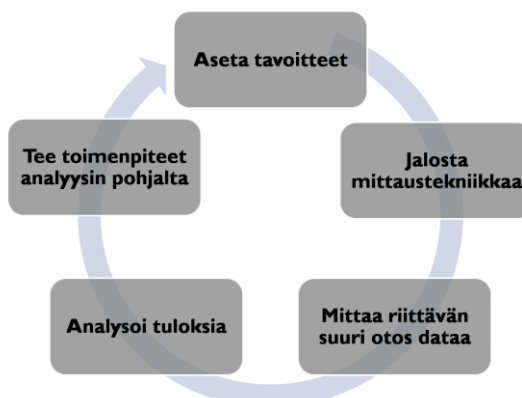 Aseta tavoitteet
Jalosta
mittaustekniikkaa
Mittaa riittävän
suuri otos dataa
Analysoi tuloksia
Tee toimenpiteet
analyysin pohjalta